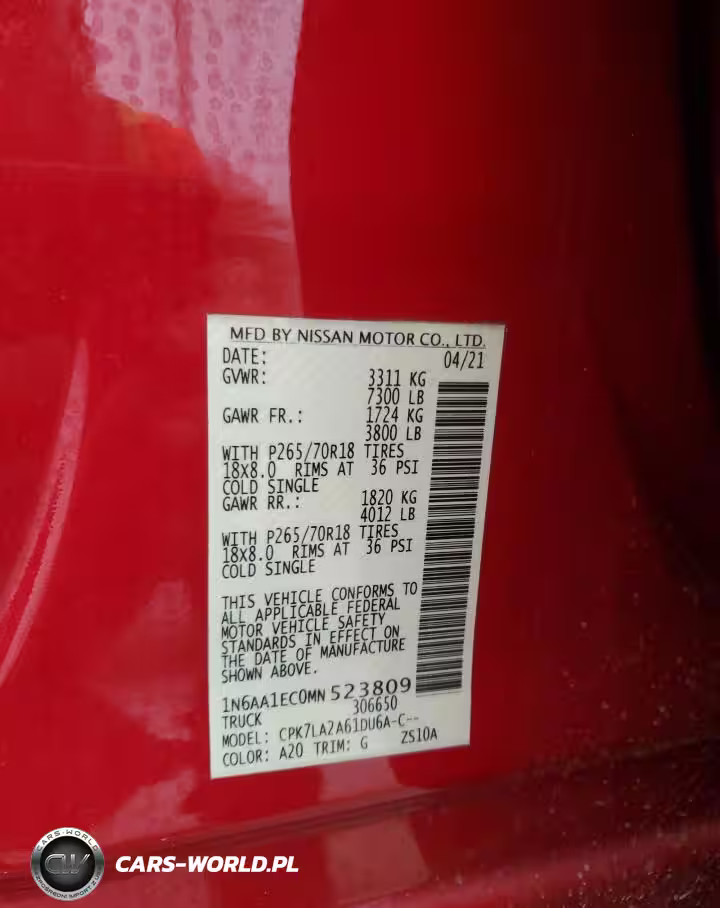 MFD BY NISSAN MOTOR CO., LTD.
DATE: 04/21
GVWR: 3311 KG
7300 LB
GAWR FR.: 1724 KG
3800 LB
WITH P265/70R18 TIRES
18x8.0 RIMS AT 36 PSI
COLD SINGLE
GAWR RR.: 1820 KG
4012 LB
WITH P265/70R18 TIRES
18x8.0 RIMS AT 36 PSI
COLD SINGLE
THIS VEHICLE CONFORMS TO
ALL APPLICABLE FEDERAL
MOTOR VEHICLE SAFETY
STANDARDS IN EFFECT ON
THE DATE OF MANUFACTURE
SHOWN ABOVE.
1N6AA1EC0MN523809
TRUCK 306650
MODEL: CPK7LA2A61DU6A-C--
COLOR: A20 TRIM: G ZS10A
CARS-WORLD
CW
CARS-WORLD.PL